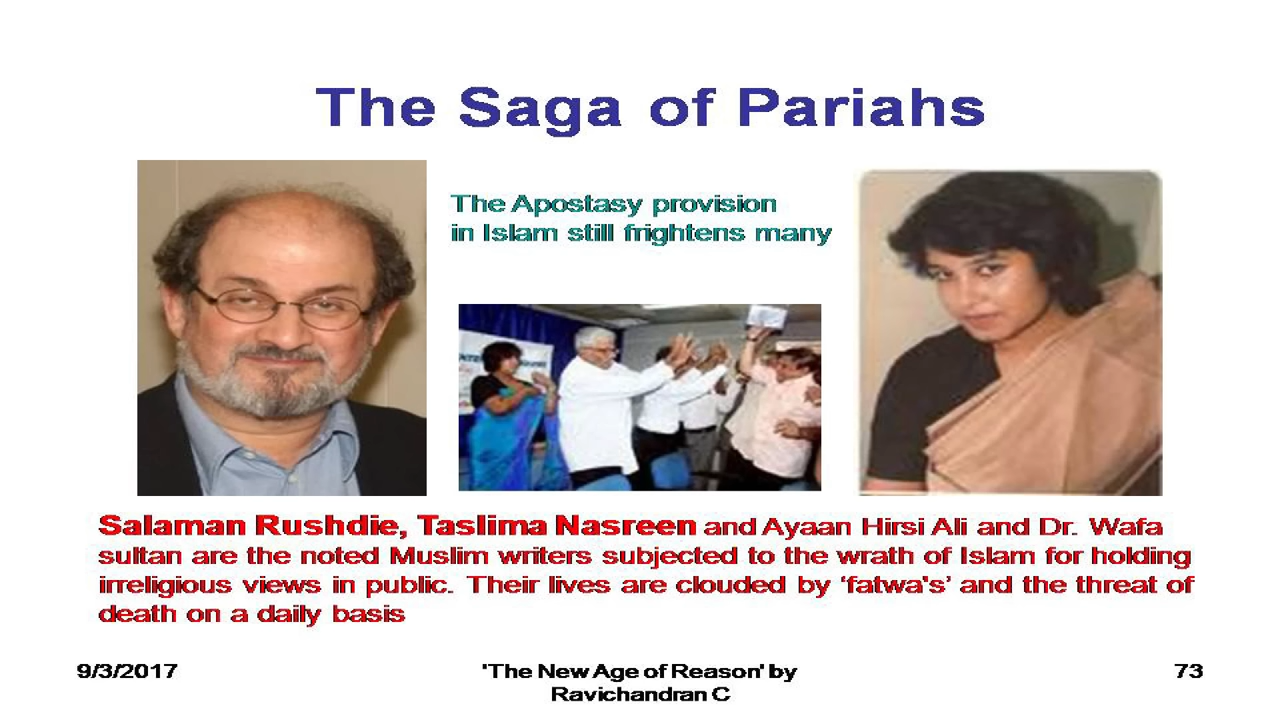 The Saga of Pariahs
The Apostasy provision
in Islam still frightens many
Salaman Rushdie, Taslima Nasreen and Ayaan Hirsi Ali and Dr. Wafa
sultan are the noted Muslim writers subjected to the wrath of Islam for holding
irreligious views in public. Their lives are clouded by ‘fatwa's’ and the threat of
death on a daily basis
9/3/2017
'The New Age of Reason' by
Ravichandran C
73